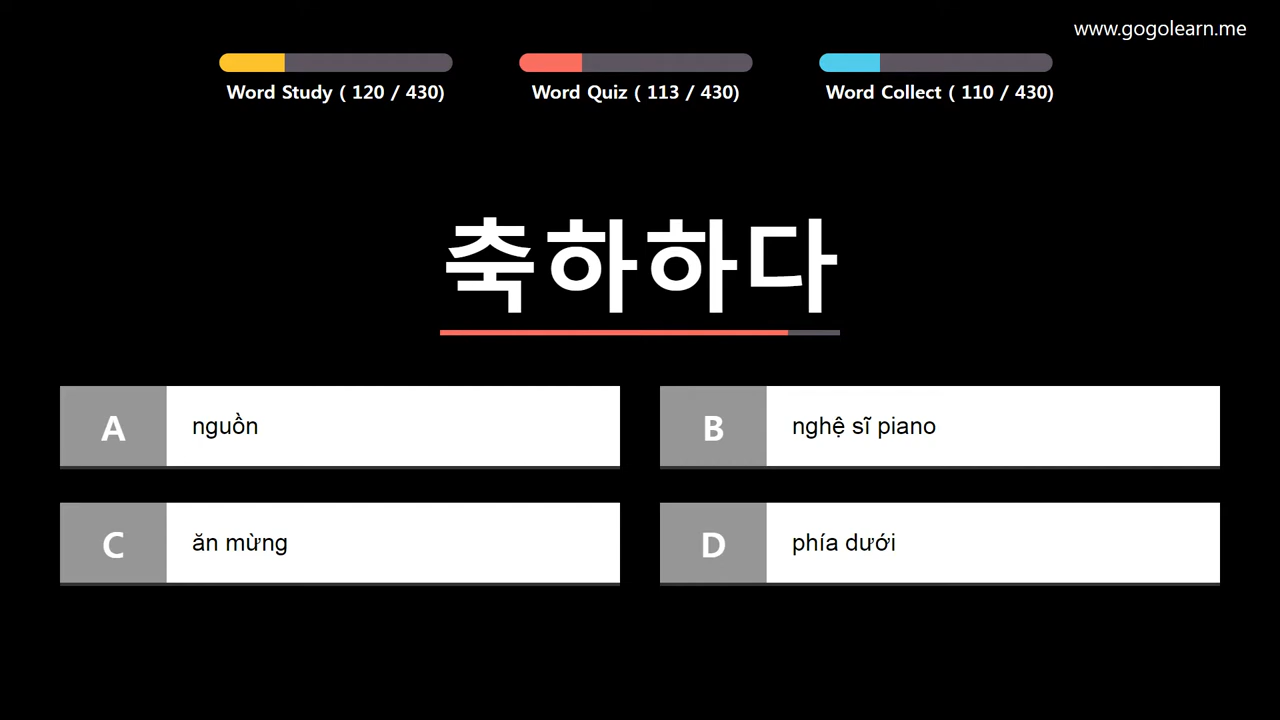 www.gogolearn.me
Word Study ( 120 / 430)
Word Quiz ( 113 / 430)
Word Collect ( 110 / 430)
축하하다
A
nguồn
B
nghệ sĩ piano
C
ăn mừng
D
phía dưới